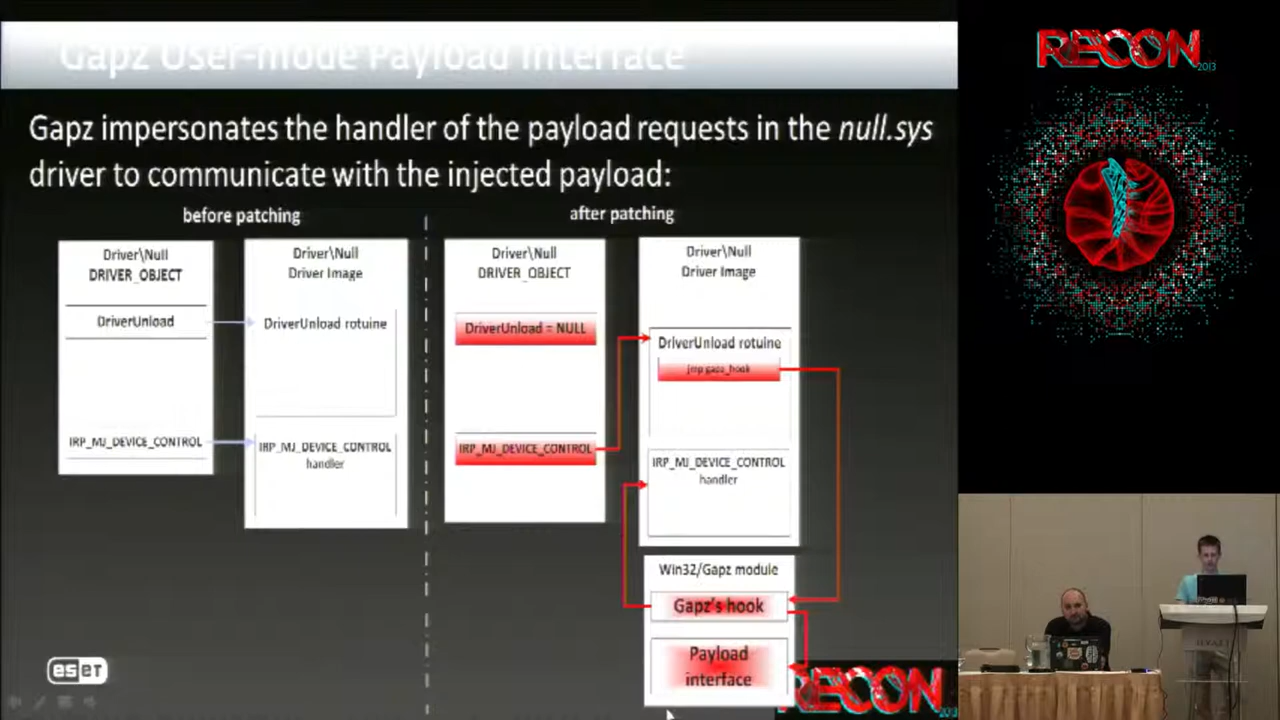 Gapz User-mode Payload Interface
RECON
2013
Gapz impersonates the handler of the payload requests in the null.sys
driver to communicate with the injected payload:
before patching
after patching
Driver\Null
DRIVER_OBJECT
DriverUnload
IRP_MJ_DEVICE_CONTROL
Driver\Null
Driver Image
DriverUnload rotuine
IRP_MJ_DEVICE_CONTROL
handler
Driver\Null
DRIVER_OBJECT
DriverUnload = NULL
IRP_MJ_DEVICE_CONTROL
Driver\Null
Driver Image
DriverUnload rotuine
jmp gapz_hook
IRP_MJ_DEVICE_CONTROL
handler
Win32/Gapz module
Gapz's hook
Payload
interface
eseT
RECON
2013
HYATT